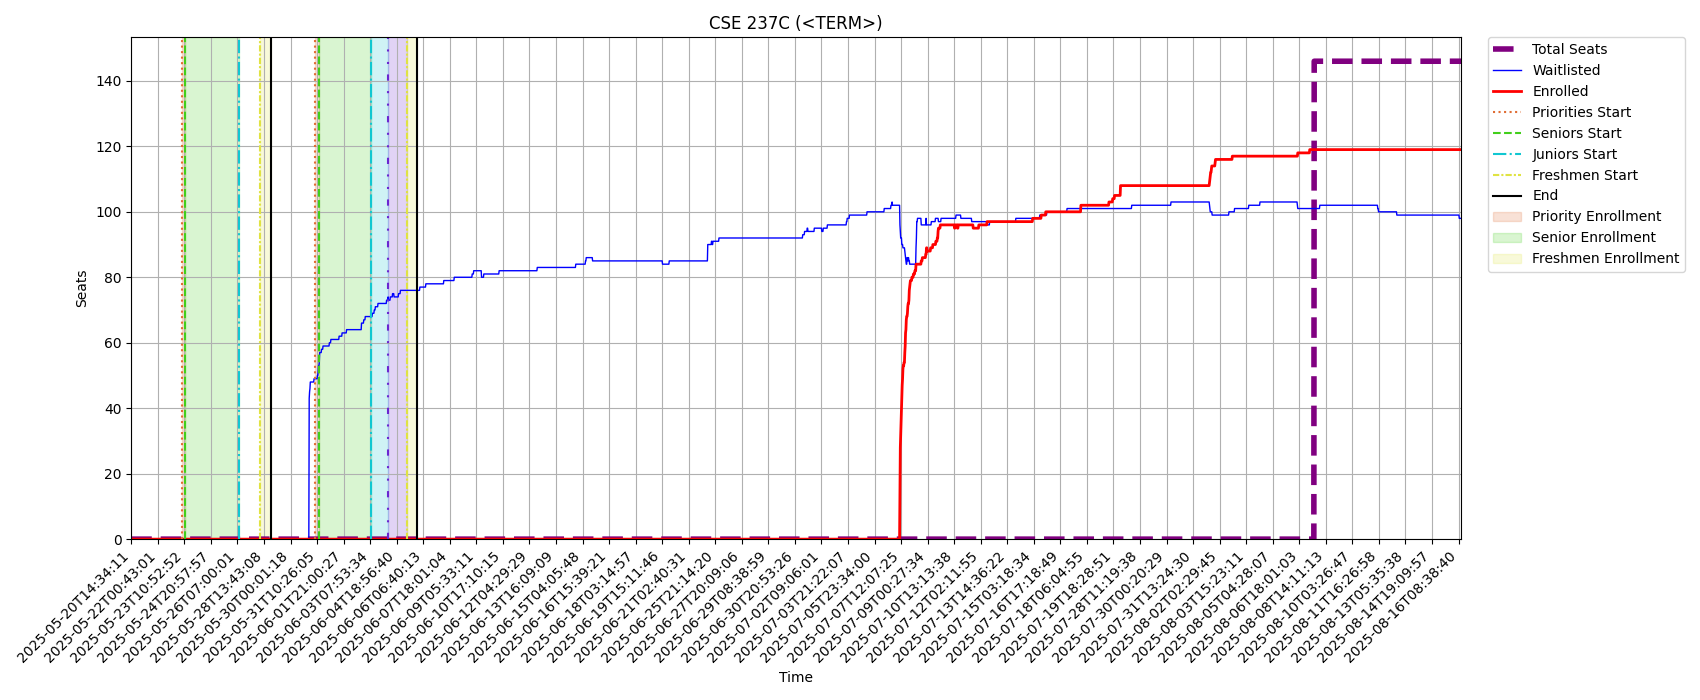 CSE 237C (<TERM>)
Seats
140
120
100
80
60
40
20
0
2025-05-20T14:34:11
2025-05-22T00:43:01
2025-05-23T10:52:52
2025-05-24T20:57:57
2025-05-26T07:00:01
2025-05-28T13:43:08
2025-05-30T00:01:18
2025-05-31T10:26:05
2025-06-01T21:00:27
2025-06-03T07:53:34
2025-06-04T18:56:40
2025-06-06T06:40:13
2025-06-07T18:01:04
2025-06-09T05:33:11
2025-06-10T17:10:15
2025-06-12T04:29:29
2025-06-13T16:09:09
2025-06-15T04:05:48
2025-06-16T15:39:21
2025-06-18T03:14:57
2025-06-19T15:11:46
2025-06-21T02:40:31
2025-06-25T21:14:20
2025-06-27T20:09:06
2025-06-29T08:38:59
2025-06-30T20:53:26
2025-07-02T09:06:01
2025-07-03T21:22:07
2025-07-05T23:34:00
2025-07-07T12:07:25
2025-07-09T00:27:34
2025-07-10T13:13:38
2025-07-12T02:11:55
2025-07-13T14:36:22
2025-07-15T03:18:34
2025-07-16T17:18:49
2025-07-18T06:04:55
2025-07-19T18:28:51
2025-07-28T11:19:38
2025-07-30T00:20:29
2025-07-31T13:24:30
2025-08-02T02:29:45
2025-08-03T15:23:11
2025-08-05T04:28:07
2025-08-06T18:01:03
2025-08-08T14:11:13
2025-08-10T03:26:47
2025-08-11T16:26:58
2025-08-13T05:35:38
2025-08-14T19:09:57
2025-08-16T08:38:40
Time
Total Seats
Waitlisted
Enrolled
Priorities Start
Seniors Start
Juniors Start
Freshmen Start
End
Priority Enrollment
Senior Enrollment
Freshmen Enrollment